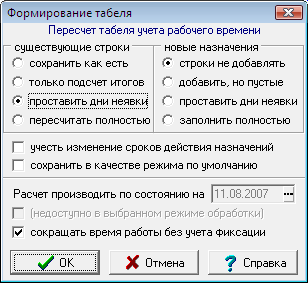 Формирование табеля
Пересчет табеля учета рабочего времени
существующие строки
сохранить как есть
только подсчет итогов
проставить дни неявки
пересчитать полностью
новые назначения
строки не добавлять
добавить, но пустые
проставить дни неявки
заполнить полностью
учесть изменение сроков действия назначений
сохранить в качестве режима по умолчанию
Расчет производить по состоянию на 11.08.2007 ...
(недоступно в выбранном режиме обработки)
сокращать время работы без учета фиксации
OK Отмена ? Справка